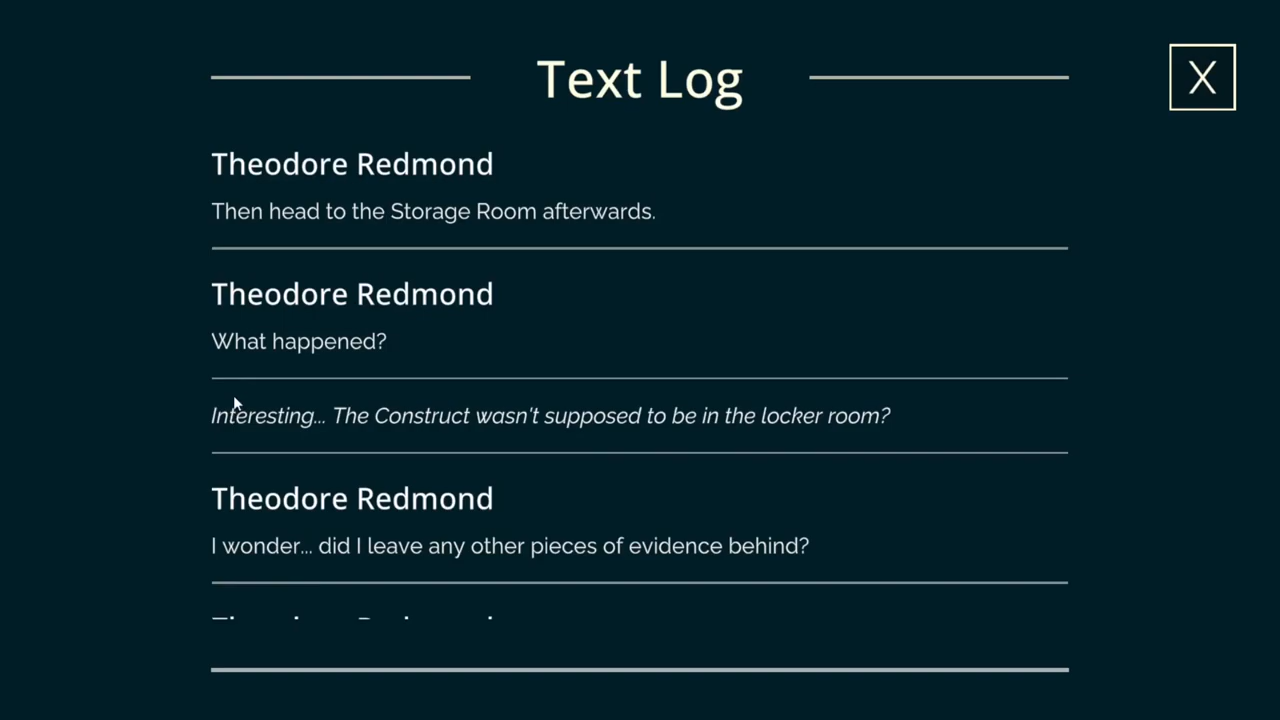 Text Log
X
Theodore Redmond
Then head to the Storage Room afterwards.
Theodore Redmond
What happened?
Interesting... The Construct wasn't supposed to be in the locker room?
Theodore Redmond
I wonder... did I leave any other pieces of evidence behind?